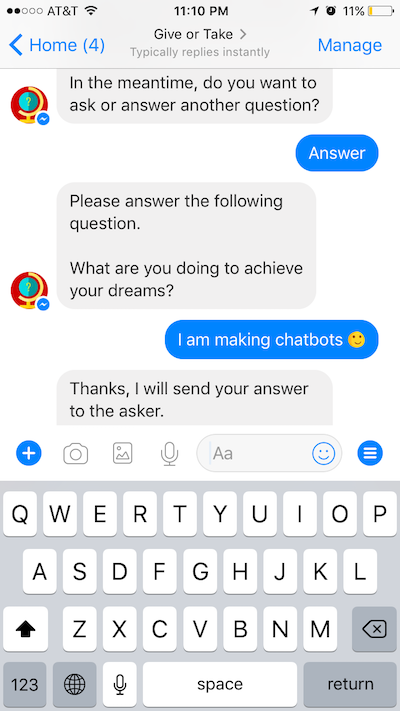 AT&T 11:10 PM 11%
Home (4) Give or Take Manage
Typically replies instantly
In the meantime, do you want to
ask or answer another question?
?
Answer
Please answer the following
question.
What are you doing to achieve
your dreams?
?
I am making chatbots 🙂
Thanks, I will send your answer
to the asker.
Aa
Q W E R T Y U I O P
A S D F G H J K L
Z X C V B N M
123 space return